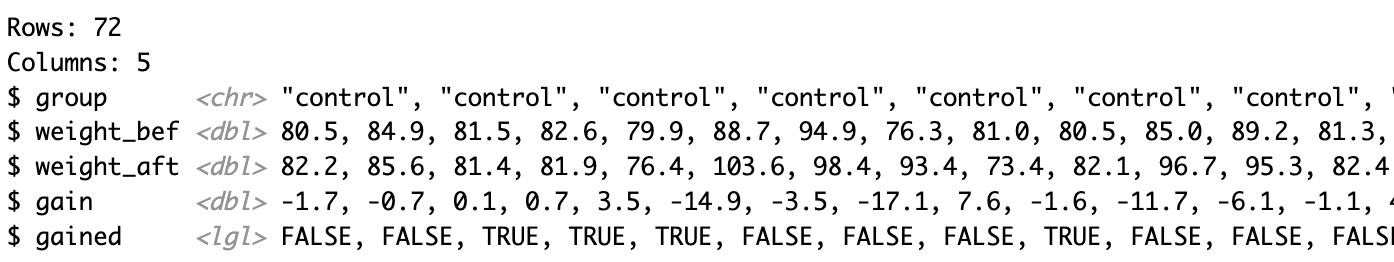 Rows: 72
Columns: 5
$ group      <chr> "control", "control", "control", "control", "control", "control", "control", "
$ weight_bef <dbl> 80.5, 84.9, 81.5, 82.6, 79.9, 88.7, 94.9, 76.3, 81.0, 80.5, 85.0, 89.2, 81.3,
$ weight_aft <dbl> 82.2, 85.6, 81.4, 81.9, 76.4, 103.6, 98.4, 93.4, 73.4, 82.1, 96.7, 95.3, 82.4
$ gain       <dbl> -1.7, -0.7, 0.1, 0.7, 3.5, -14.9, -3.5, -17.1, 7.6, -1.6, -11.7, -6.1, -1.1,
$ gained     <lgl> FALSE, FALSE, TRUE, TRUE, TRUE, FALSE, FALSE, FALSE, TRUE, FALSE, FALSE, FALS